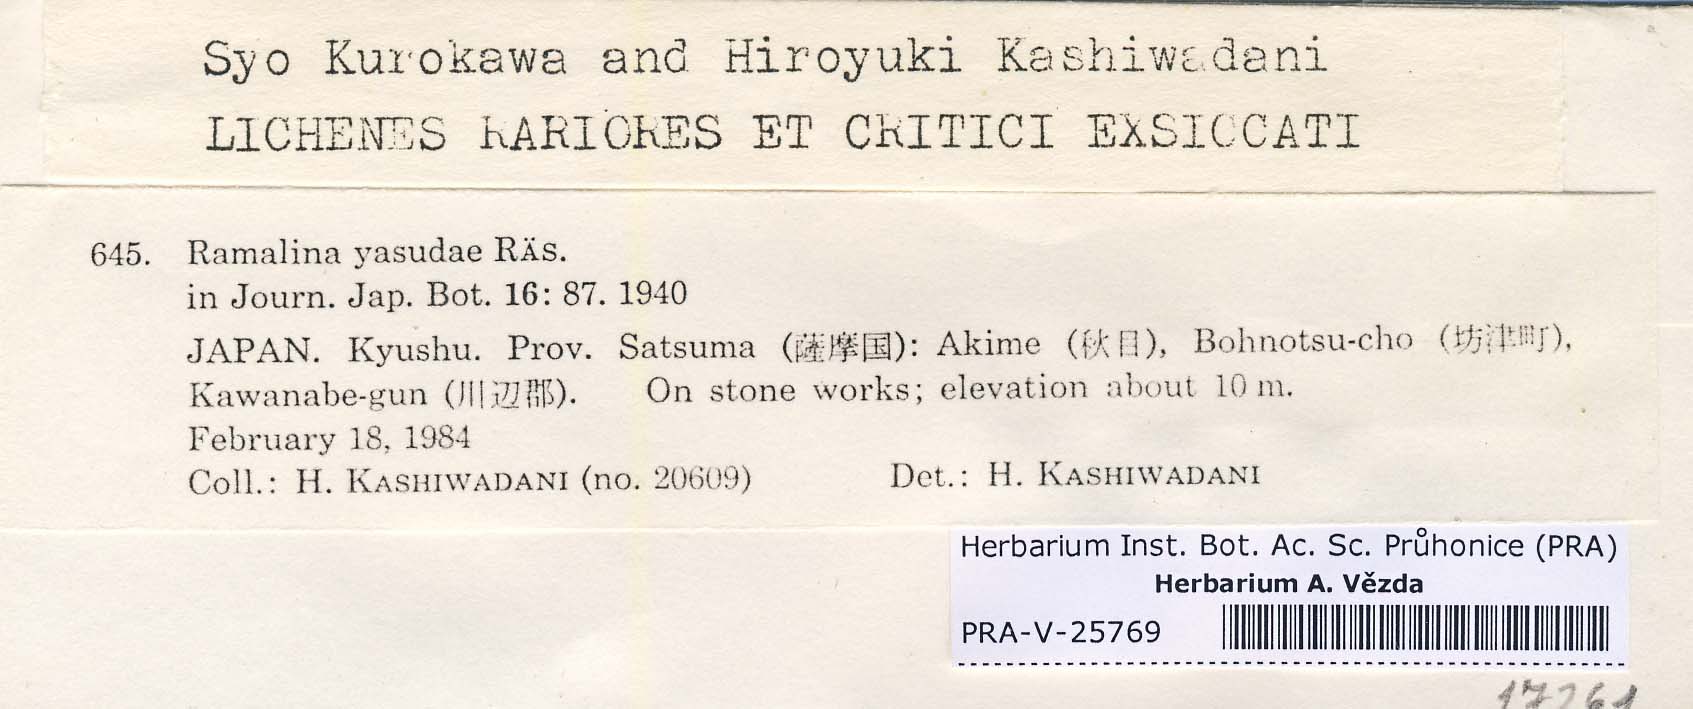 Syo Kurokawa and Hiroyuki Kashiwadani
LICHENES RARIORES ET CRITICI EXSICCATI
645. Ramalina yasudae RÄS.
in Journ. Jap. Bot. 16: 87. 1940
JAPAN. Kyushu. Prov. Satsuma (薩摩国): Akime (秋目), Bohnotsu-cho (坊津町),
Kawanabe-gun (川辺郡). On stone works; elevation about 10 m.
February 18, 1984
Coll.: H. KASHIWADANI (no. 20609) Det.: H. KASHIWADANI
Herbarium Inst. Bot. Ac. Sc. Průhonice (PRA)
Herbarium A. Vězda
PRA-V-25769
17261